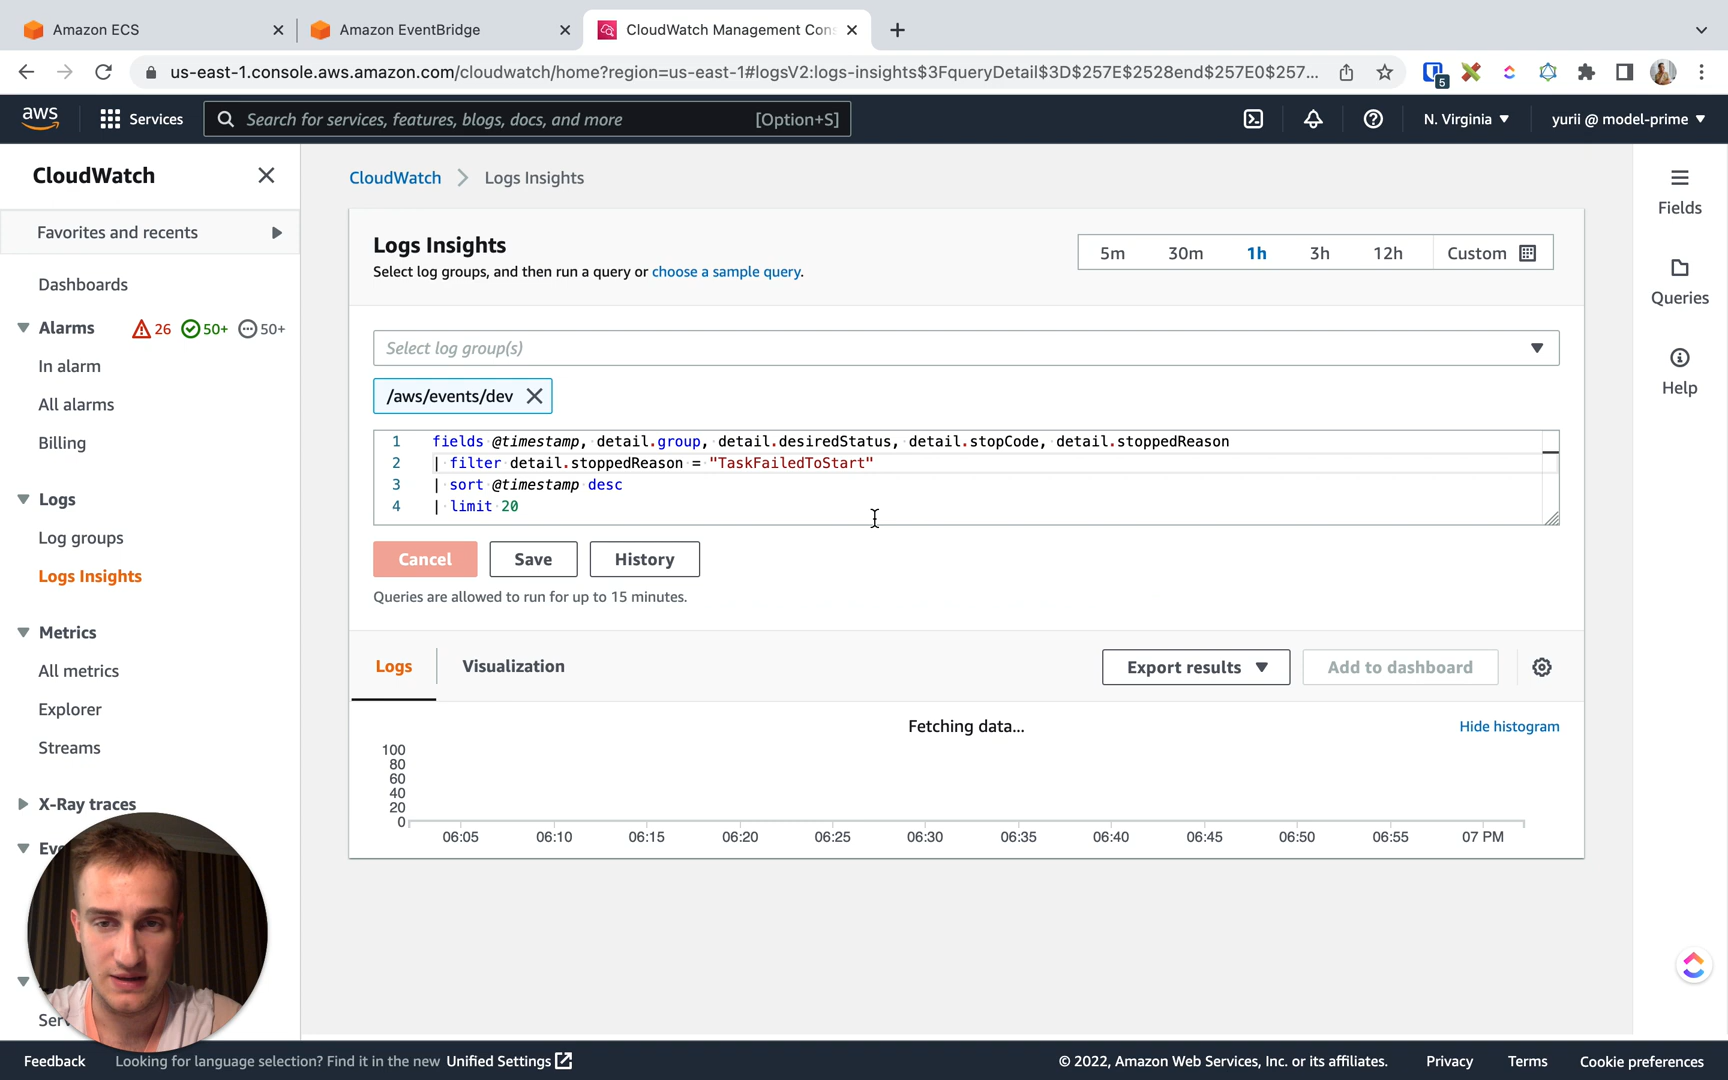 Amazon ECS
Amazon EventBridge
CloudWatch Management Con
us-east-1.console.aws.amazon.com/cloudwatch/home?region=us-east-1#logsV2:logs-insights$3FqueryDetail$3D$257E$2528end$257E0$257...
5
aws
Services
Search for services, features, blogs, docs, and more
[Option+S]
N. Virginia
yurii @ model-prime
CloudWatch
Favorites and recents
Dashboards
Alarms
26
50+
50+
In alarm
All alarms
Billing
Logs
Log groups
Logs Insights
Metrics
All metrics
Explorer
Streams
X-Ray traces
CloudWatch
Logs Insights
Logs Insights
Select log groups, and then run a query or choose a sample query.
5m
30m
1h
3h
12h
Custom
Select log group(s)
/aws/events/dev
1 fields @timestamp, detail.group, detail.desiredStatus, detail.stopCode, detail.stoppedReason
2 | filter detail.stoppedReason = "TaskFailedToStart"
3 | sort @timestamp desc
4 | limit 20
Cancel
Save
History
Queries are allowed to run for up to 15 minutes.
Logs
Visualization
Export results
Add to dashboard
Fetching data...
Hide histogram
100
80
60
40
20
0
06:05
06:10
06:15
06:20
06:25
06:30
06:35
06:40
06:45
06:50
06:55
07 PM
Fields
Queries
Help
Feedback
Looking for language selection? Find it in the new Unified Settings
© 2022, Amazon Web Services, Inc. or its affiliates.
Privacy
Terms
Cookie preferences